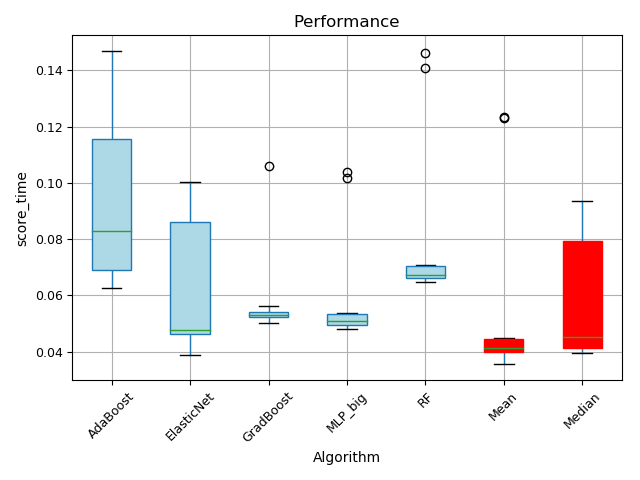 Performance
0.14
0.12
0.10
0.08
0.06
0.04
score_time
AdaBoost
ElasticNet
GradBoost
MLP_big
RF
Mean
Median
Algorithm